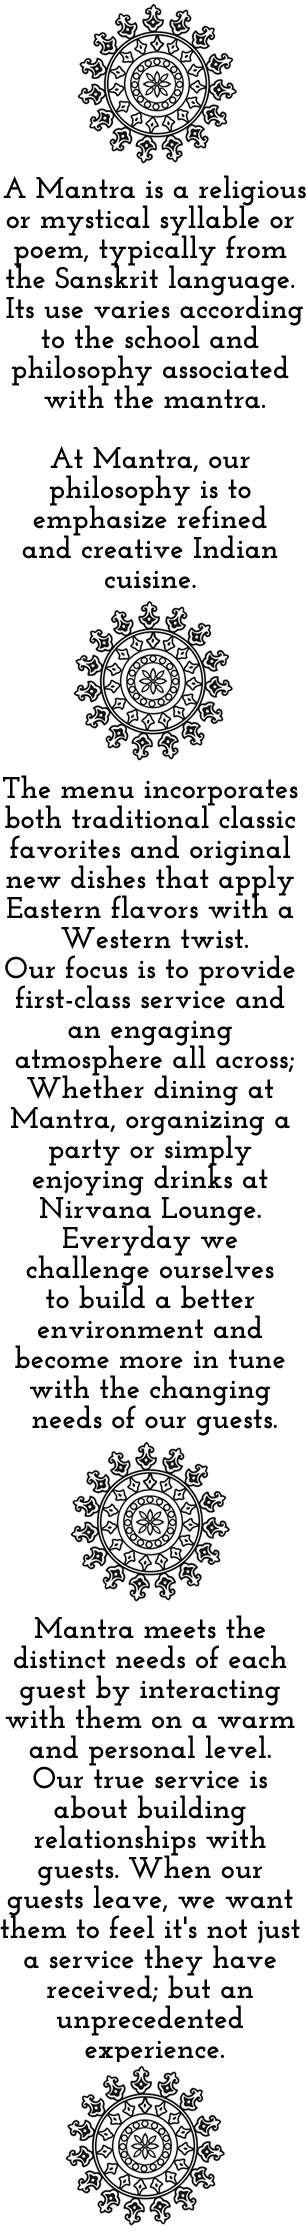 A Mantra is a religious
or mystical syllable or
poem, typically from
the Sanskrit language.
Its use varies according
to the school and
philosophy associated
with the mantra.
At Mantra, our
philosophy is to
emphasize refined
and creative Indian
cuisine.
The menu incorporates
both traditional classic
favorites and original
new dishes that apply
Eastern flavors with a
Western twist.
Our focus is to provide
first-class service and
an engaging
atmosphere all across;
Whether dining at
Mantra, organizing a
party or simply
enjoying drinks at
Nirvana Lounge.
Everyday we
challenge ourselves
to build a better
environment and
become more in tune
with the changing
needs of our guests.
Mantra meets the
distinct needs of each
guest by interacting
with them on a warm
and personal level.
Our true service is
about building
relationships with
guests. When our
guests leave, we want
them to feel it's not just
a service they have
received; but an
unprecedented
experience.